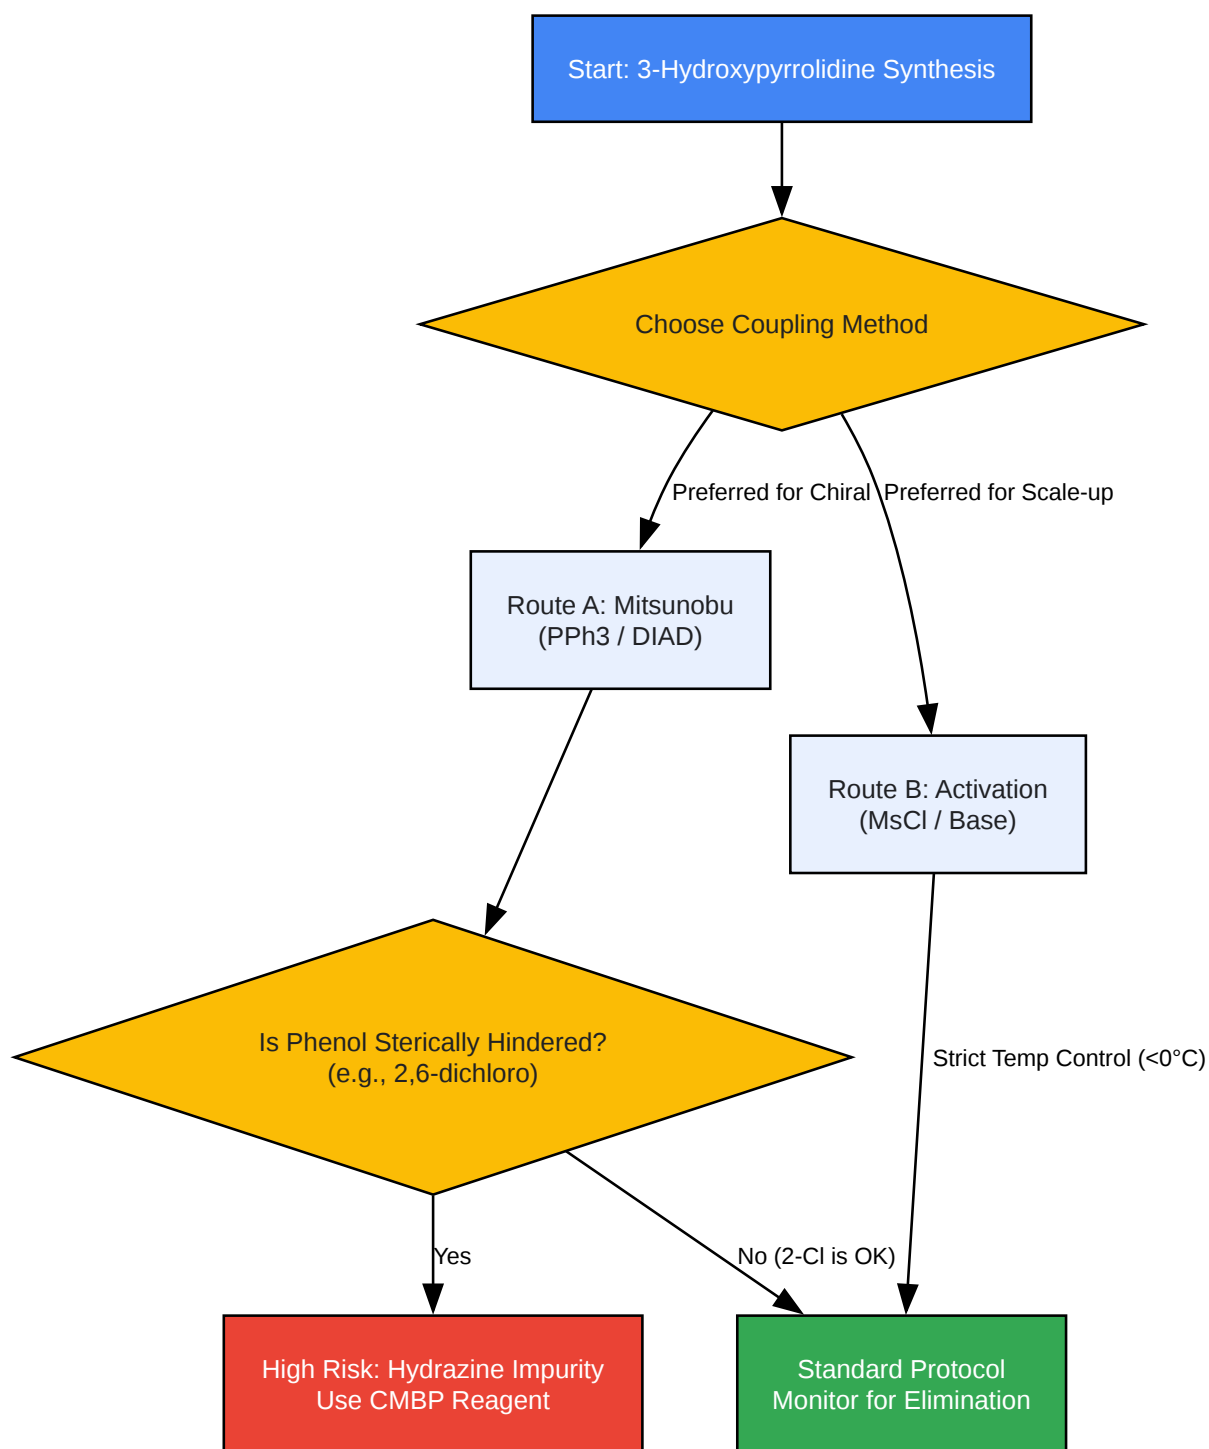 Start: 3-Hydroxypyrrolidine Synthesis
Choose Coupling Method
Preferred for Chiral
Preferred for Scale-up
Route A: Mitsunobu
(PPh3 / DIAD)
Route B: Activation
(MsCl / Base)
Is Phenol Sterically Hindered?
(e.g., 2,6-dichloro)
Strict Temp Control (<0°C)
Yes
No (2-Cl is OK)
High Risk: Hydrazine Impurity
Use CMBP Reagent
Standard Protocol
Monitor for Elimination